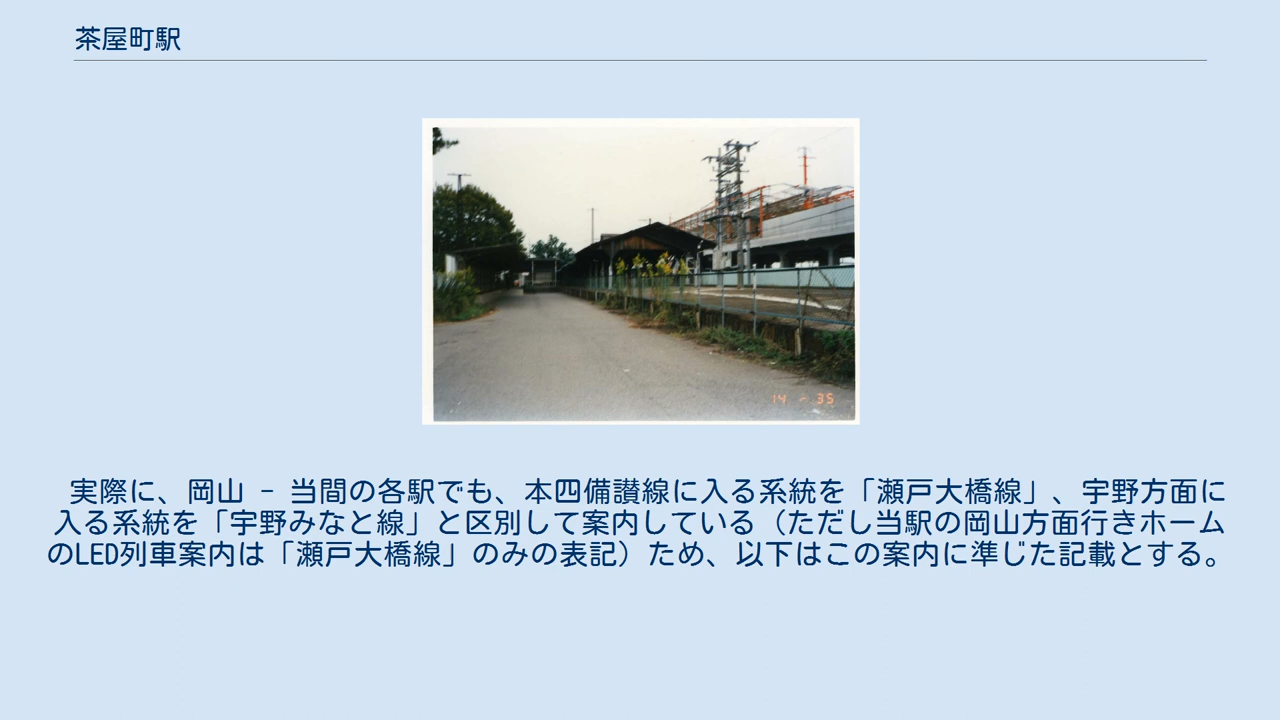 茶屋町駅
14 - 35
実際に、岡山 - 当間の各駅でも、本四備讃線に入る系統を「瀬戸大橋線」、宇野方面に
入る系統を「宇野みなと線」と区別して案内している（ただし当駅の岡山方面行きホーム
のLED列車案内は「瀬戸大橋線」のみの表記）ため、以下はこの案内に準じた記載とする。